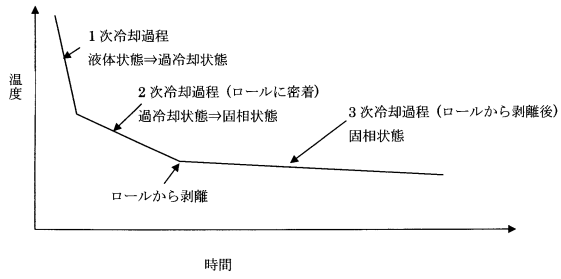 1次冷却過程
液体状態⇒過冷却状態
温度
2次冷却過程（ロールに密着）
過冷却状態⇒固相状態
3次冷却過程（ロールから剥離後）
固相状態
ロールから剥離
時間